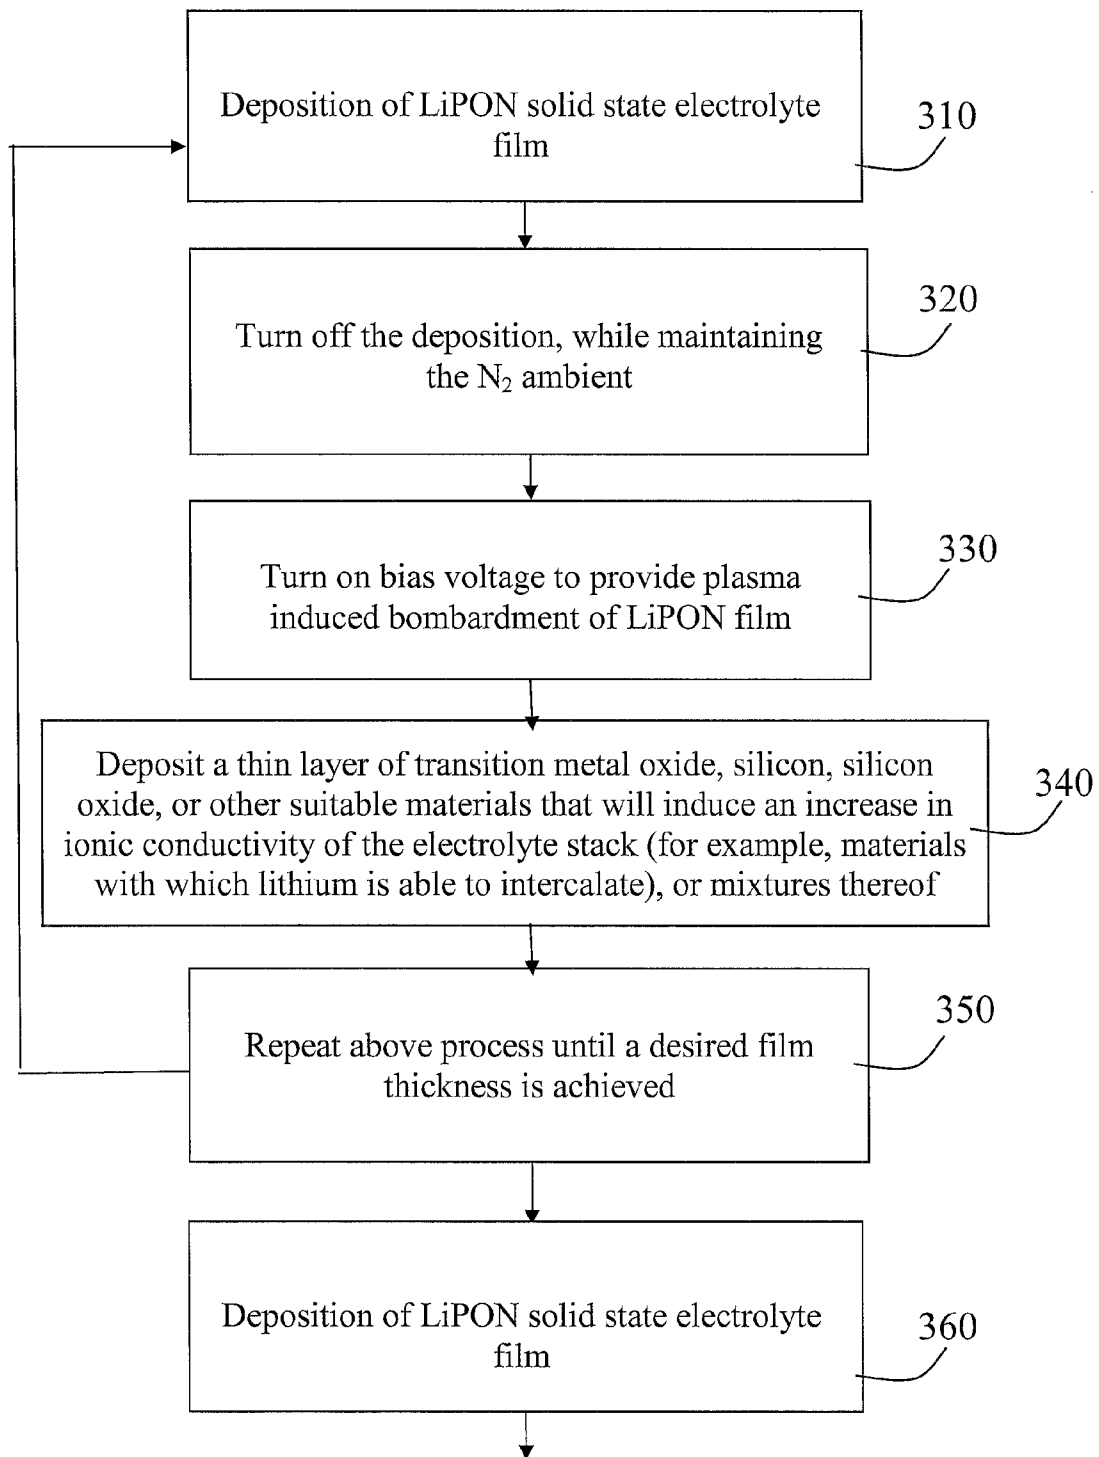 Deposition of LiPON solid state electrolyte
film
310
Turn off the deposition, while maintaining
the N₂ ambient
320
Turn on bias voltage to provide plasma
induced bombardment of LiPON film
330
Deposit a thin layer of transition metal oxide, silicon, silicon
oxide, or other suitable materials that will induce an increase in
ionic conductivity of the electrolyte stack (for example, materials
with which lithium is able to intercalate), or mixtures thereof
340
Repeat above process until a desired film
thickness is achieved
350
Deposition of LiPON solid state electrolyte
film
360